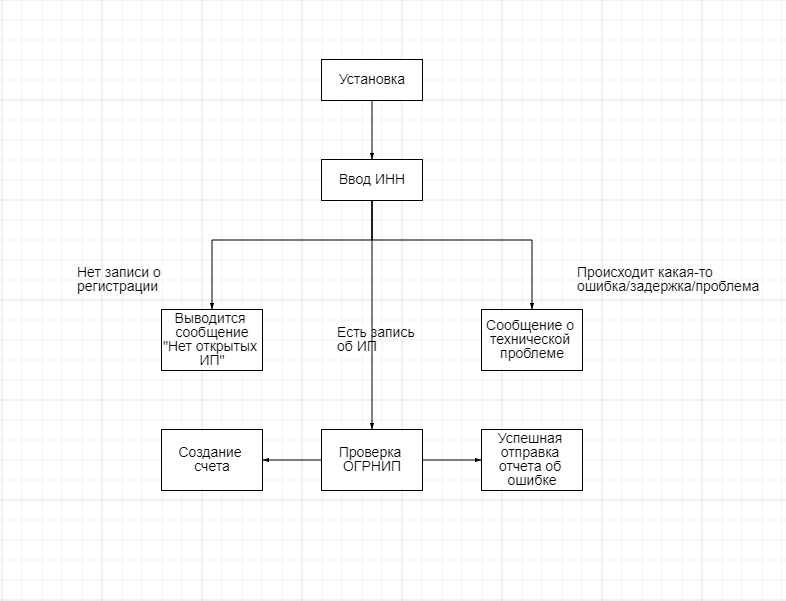 Установка
Ввод ИНН
Нет записи о
регистрации
Происходит какая-то
ошибка/задержка/проблема
Выводится
сообщение
"Нет открытых
ИП"
Есть запись
об ИП
Сообщение о
технической
проблеме
Создание
счета
Проверка
ОГРНИП
Успешная
отправка
отчета об
ошибке